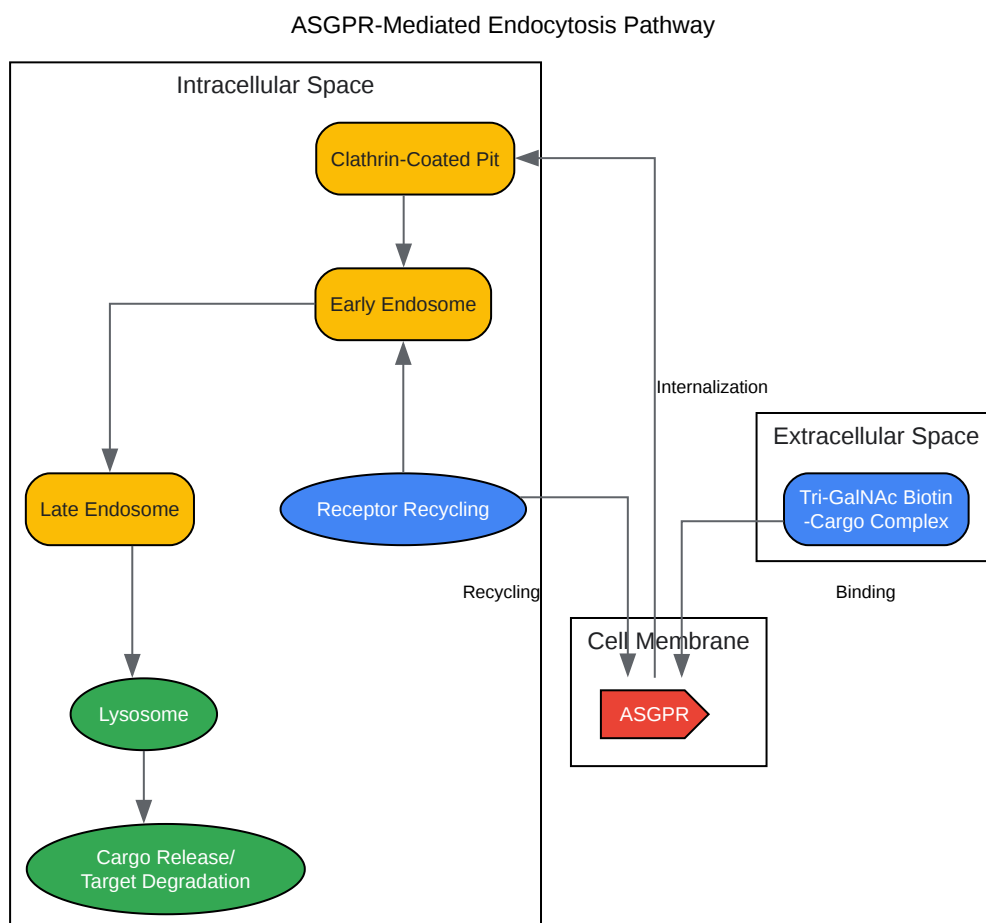 ASGPR-Mediated Endocytosis Pathway
Intracellular Space
Clathrin-Coated Pit
Early Endosome
Internalization
Extracellular Space
Late Endosome
Receptor Recycling
Tri-GalNAc Biotin
-Cargo Complex
Recycling
Binding
Cell Membrane
Lysosome
ASGPR
Cargo Release/
Target Degradation